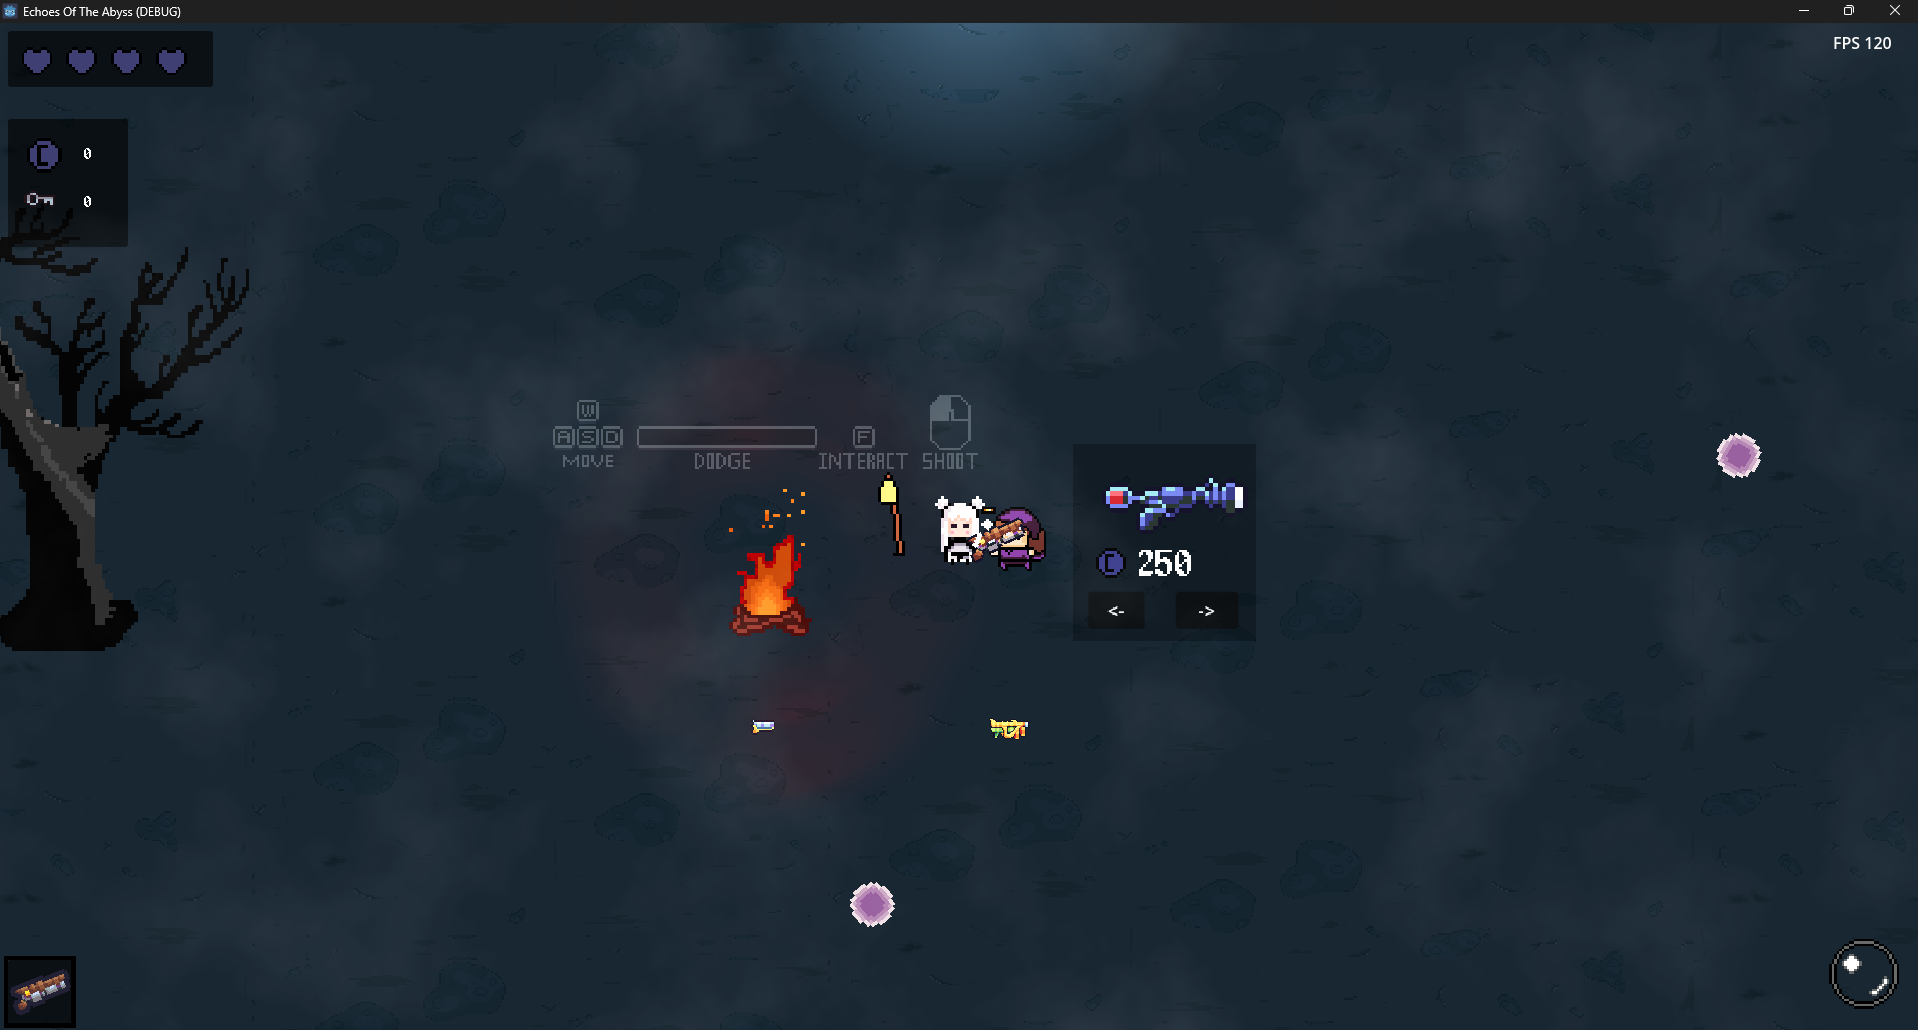 Echoes Of The Abyss (DEBUG)
FPS 120
0
0
W
A S D
F
MOVE
DODGE
INTERACT
SHOOT
250
<-
->